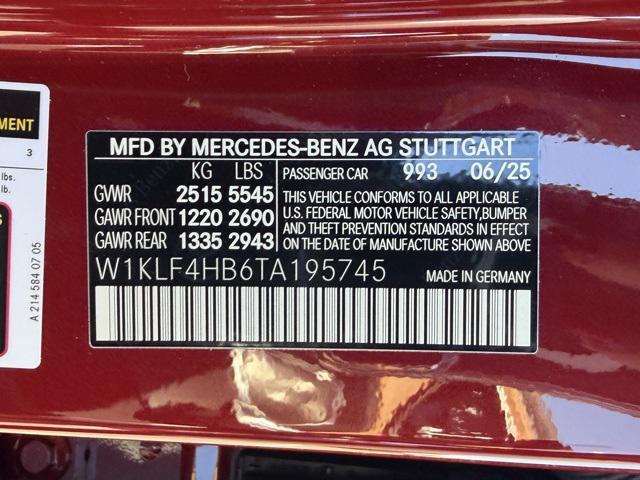 MENT
3
lbs.
lb.
A 214 584 07 05
MFD BY MERCEDES-BENZ AG STUTTGART
KG LBS
GVWR 2515 5545
GAWR FRONT 1220 2690
GAWR REAR 1335 2943
PASSENGER CAR 993 06/25
THIS VEHICLE CONFORMS TO ALL APPLICABLE
U.S. FEDERAL MOTOR VEHICLE SAFETY,BUMPER
AND THEFT PREVENTION STANDARDS IN EFFECT
ON THE DATE OF MANUFACTURE SHOWN ABOVE
W1KLF4HB6TA195745
MADE IN GERMANY